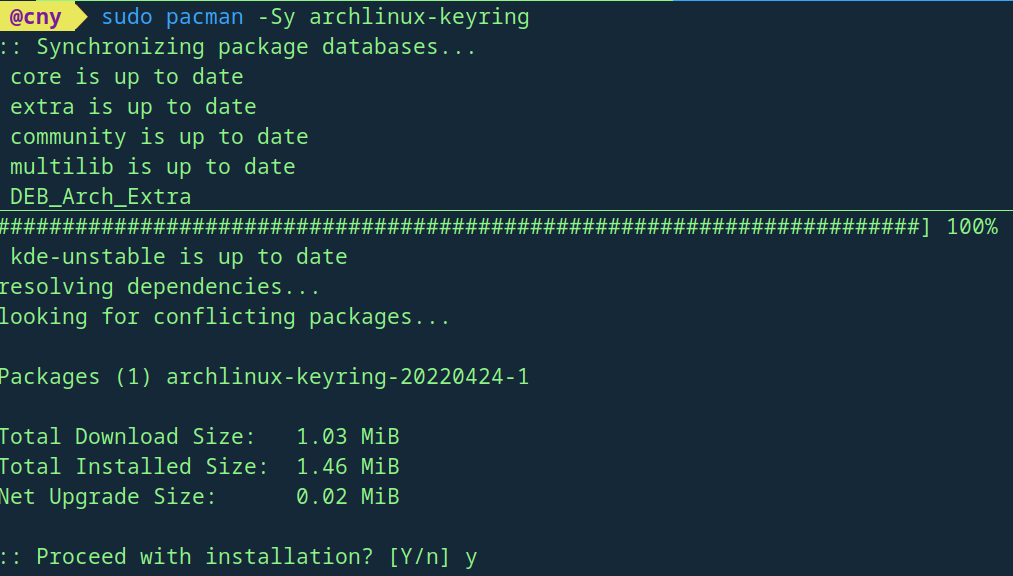 @cny sudo pacman -Sy archlinux-keyring
:: Synchronizing package databases...
core is up to date
extra is up to date
community is up to date
multilib is up to date
DEB_Arch_Extra
#######################################################################] 100%
kde-unstable is up to date
resolving dependencies...
looking for conflicting packages...
Packages (1) archlinux-keyring-20220424-1
Total Download Size:   1.03 MiB
Total Installed Size:  1.46 MiB
Net Upgrade Size:      0.02 MiB
:: Proceed with installation? [Y/n] y